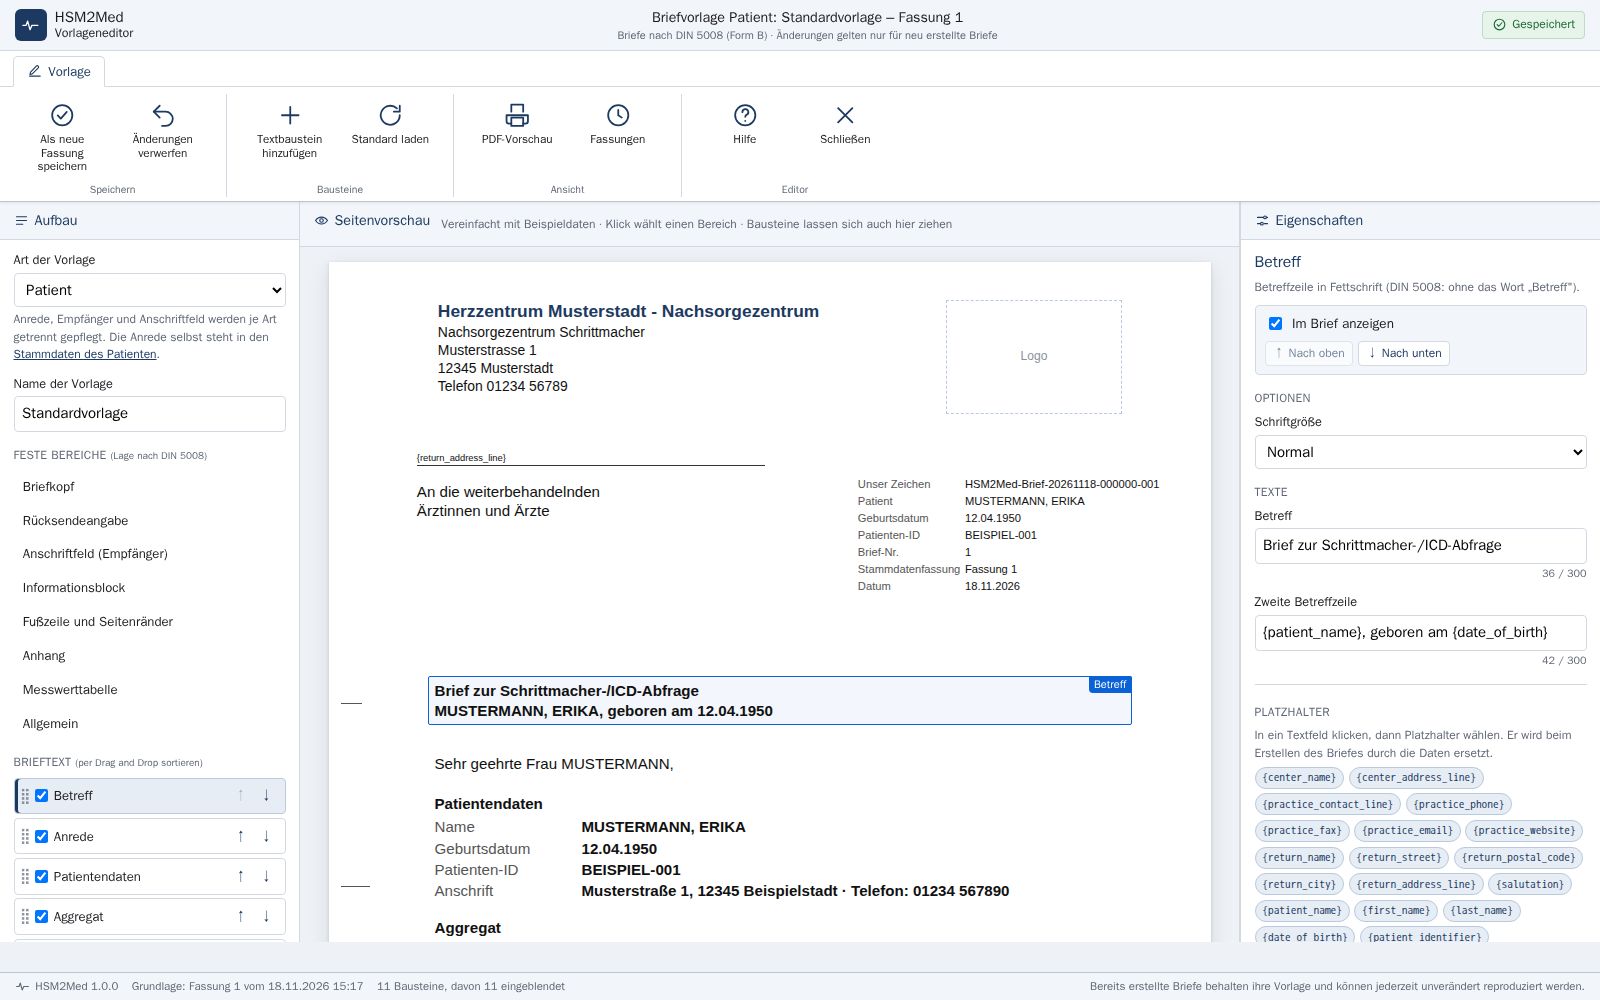 HSM2Med
Vorlageneditor
Briefvorlage Patient: Standardvorlage – Fassung 1
Briefe nach DIN 5008 (Form B) · Änderungen gelten nur für neu erstellte Briefe
Gespeichert
Vorlage
Als neue
Fassung
speichern
Änderungen
verwerfen
Speichern
Textbaustein
hinzufügen
Standard laden
Bausteine
PDF-Vorschau
Fassungen
Ansicht
Hilfe
Schließen
Editor
Aufbau
Art der Vorlage
Patient
Anrede, Empfänger und Anschriftfeld werden je Art
getrennt gepflegt. Die Anrede selbst steht in den
Stammdaten des Patienten.
Name der Vorlage
Standardvorlage
FESTE BEREICHE (Lage nach DIN 5008)
Briefkopf
Rücksendeangabe
Anschriftfeld (Empfänger)
Informationsblock
Fußzeile und Seitenränder
Anhang
Messwerttabelle
Allgemein
BRIEFTEXT (per Drag and Drop sortieren)
Betreff ↑ ↓
Anrede ↑ ↓
Patientendaten ↑ ↓
Aggregat ↑ ↓
Seitenvorschau Vereinfacht mit Beispieldaten · Klick wählt einen Bereich · Bausteine lassen sich auch hier ziehen
Herzzentrum Musterstadt - Nachsorgezentrum
Nachsorgezentrum Schrittmacher
Musterstrasse 1
12345 Musterstadt
Telefon 01234 56789
Logo
{return_address_line}
An die weiterbehandelnden
Ärztinnen und Ärzte
Unser Zeichen HSM2Med-Brief-20261118-000000-001
Patient MUSTERMANN, ERIKA
Geburtsdatum 12.04.1950
Patienten-ID BEISPIEL-001
Brief-Nr. 1
Stammdatenfassung Fassung 1
Datum 18.11.2026
Betreff
Brief zur Schrittmacher-/ICD-Abfrage
MUSTERMANN, ERIKA, geboren am 12.04.1950
Sehr geehrte Frau MUSTERMANN,
Patientendaten
Name MUSTERMANN, ERIKA
Geburtsdatum 12.04.1950
Patienten-ID BEISPIEL-001
Anschrift Musterstraße 1, 12345 Beispielstadt · Telefon: 01234 567890
Aggregat
Eigenschaften
Betreff
Betreffzeile in Fettschrift (DIN 5008: ohne das Wort „Betreff").
Im Brief anzeigen
↑ Nach oben ↓ Nach unten
OPTIONEN
Schriftgröße
Normal
TEXTE
Betreff
Brief zur Schrittmacher-/ICD-Abfrage
36 / 300
Zweite Betreffzeile
{patient_name}, geboren am {date_of_birth}
42 / 300
PLATZHALTER
In ein Textfeld klicken, dann Platzhalter wählen. Er wird beim
Erstellen des Briefes durch die Daten ersetzt.
{center_name} {center_address_line}
{practice_contact_line} {practice_phone}
{practice_fax} {practice_email} {practice_website}
{return_name} {return_street} {return_postal_code}
{return_city} {return_address_line} {salutation}
{patient_name} {first_name} {last_name}
{date_of_birth} {patient_identifier}
HSM2Med 1.0.0 Grundlage: Fassung 1 vom 18.11.2026 15:17 11 Bausteine, davon 11 eingeblendet
Bereits erstellte Briefe behalten ihre Vorlage und können jederzeit unverändert reproduziert werden.